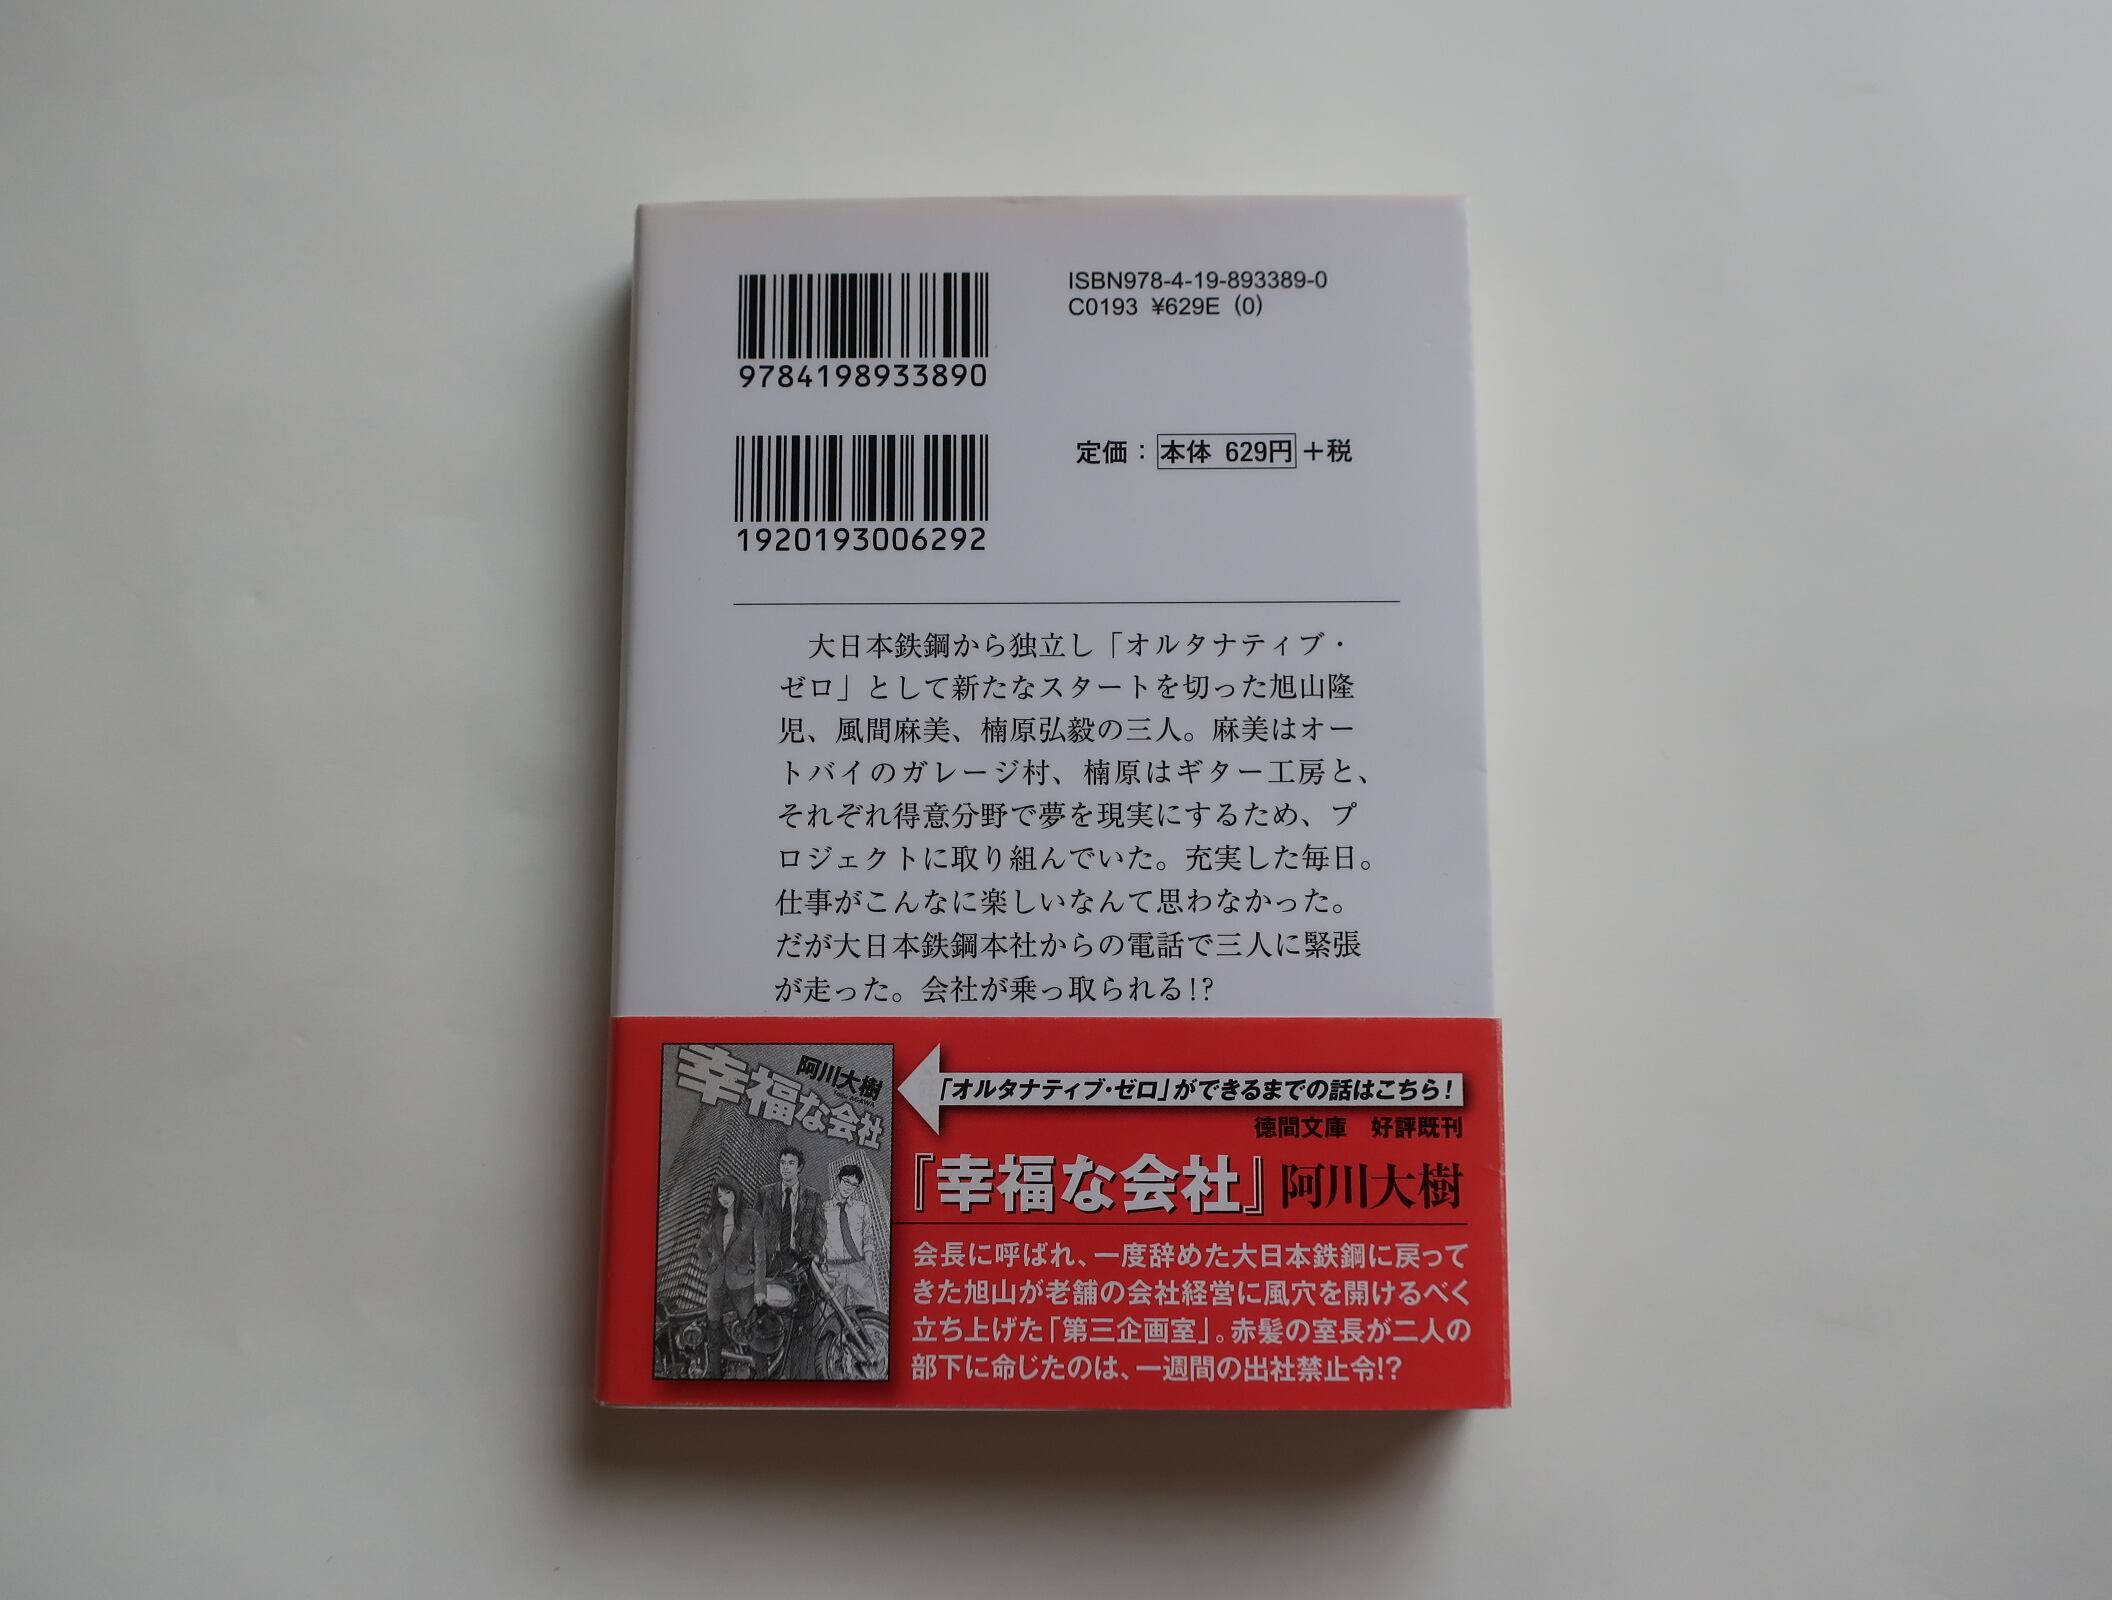 ISBN978-4-19-893389-0
C0193 ¥629E (0)
9784198933890
定価：本体 629円+税
1920193006292
大日本鉄鋼から独立し「オルタナティブ・
ゼロ」として新たなスタートを切った旭山隆
児、風間麻美、楠原弘毅の三人。麻美はオー
トバイのガレージ村、楠原はギター工房と、
それぞれ得意分野で夢を現実にするため、プ
ロジェクトに取り組んでいた。充実した毎日。
仕事がこんなに楽しいなんて思わなかった。
だが大日本鉄鋼本社からの電話で三人に緊張
が走った。会社が乗っ取られる!?
幸福な会社
阿川大樹
Taiju AGAWA
「オルタナティブ・ゼロ」ができるまでの話はこちら!
徳間文庫　好評既刊
『幸福な会社』阿川大樹
会長に呼ばれ、一度辞めた大日本鉄鋼に戻って
きた旭山が老舗の会社経営に風穴を開けるべく
立ち上げた「第三企画室」。赤髪の室長が二人の
部下に命じたのは、一週間の出社禁止令!?